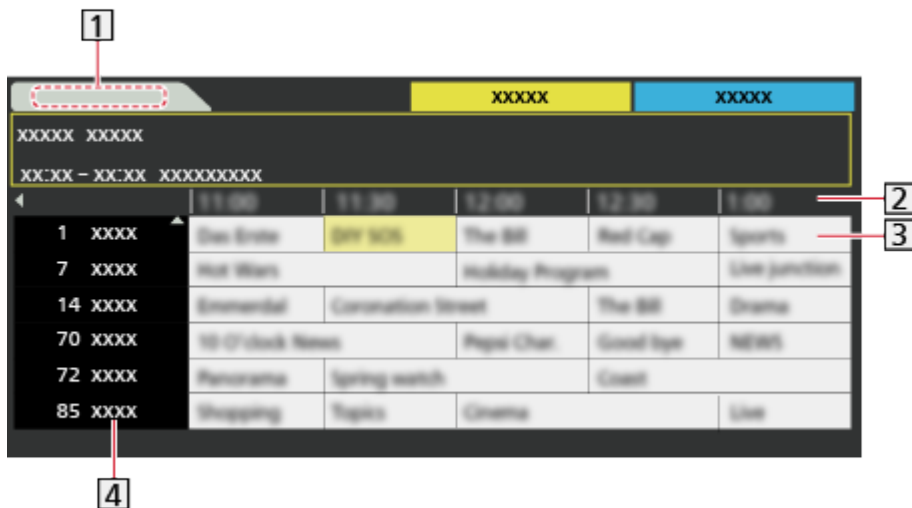 1
xxxxx xxxxx
xxxxx xxxxx
xx:xx – xx:xx xxxxxxxxx
11:00 11:30 12:00 12:30 1:00 2
1 xxxx Das Erste DIY SOS The Bill Red Cap Sports 3
7 xxxx Hot Wars Holiday Program Live junction
14 xxxx Emmerdal Coronation Street The Bill Drama
70 xxxx 10 O'clock News Pepsi Char. Good bye NEWS
72 xxxx Panorama Spring watch Coast
85 xxxx Shopping Topics Cinema Live
4